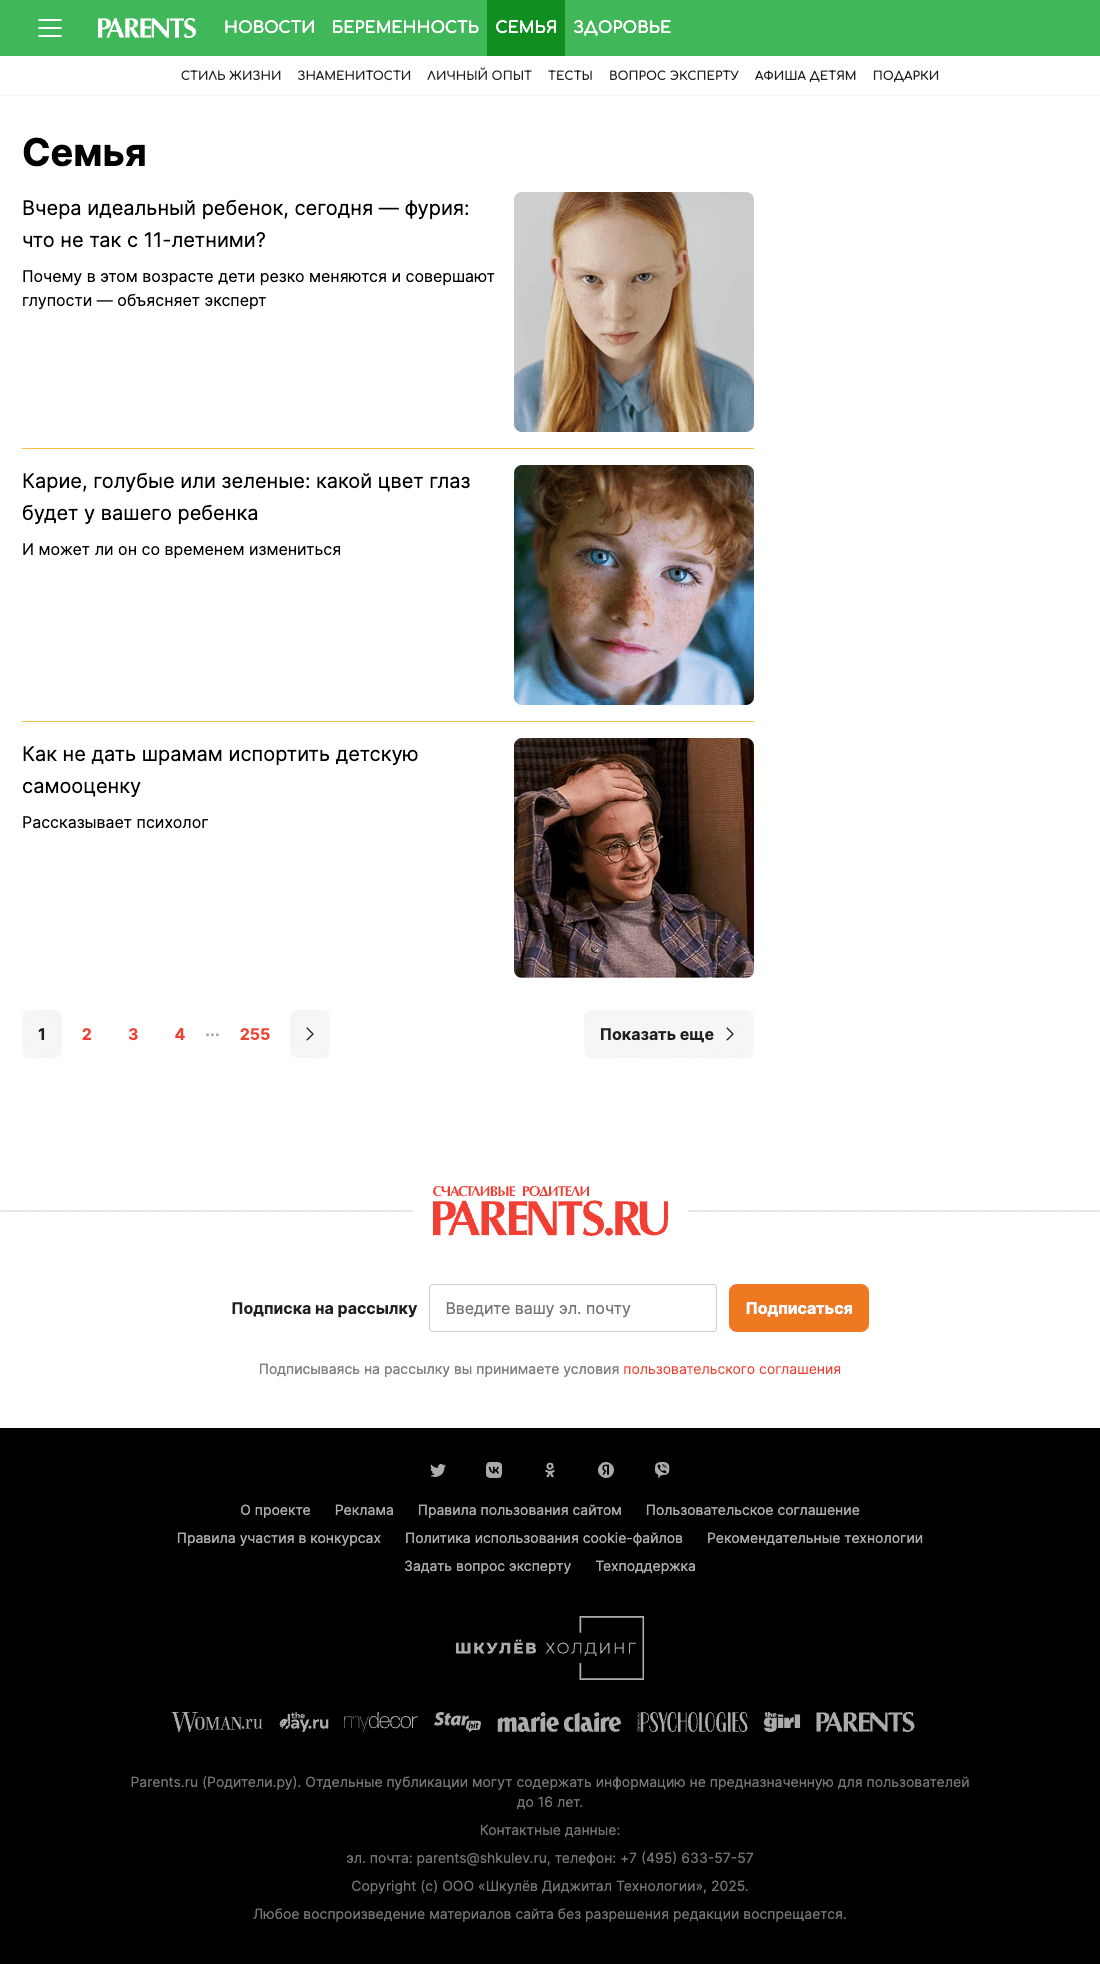 PARENTS НОВОСТИ БЕРЕМЕННОСТЬ СЕМЬЯ ЗДОРОВЬЕ
СТИЛЬ ЖИЗНИ ЗНАМЕНИТОСТИ ЛИЧНЫЙ ОПЫТ ТЕСТЫ ВОПРОС ЭКСПЕРТУ АФИША ДЕТЯМ ПОДАРКИ
Семья
Вчера идеальный ребенок, сегодня — фурия:
что не так с 11-летними?
Почему в этом возрасте дети резко меняются и совершают
глупости — объясняет эксперт
Карие, голубые или зеленые: какой цвет глаз
будет у вашего ребенка
И может ли он со временем измениться
Как не дать шрамам испортить детскую
самооценку
Рассказывает психолог
1 2 3 4 ··· 255 Показать еще
СЧАСТЛИВЫЕ РОДИТЕЛИ
PARENTS.RU
Подписка на рассылку Введите вашу эл. почту Подписаться
Подписываясь на рассылку вы принимаете условия пользовательского соглашения
О проекте Реклама Правила пользования сайтом Пользовательское соглашение
Правила участия в конкурсах Политика использования cookie-файлов Рекомендательные технологии
Задать вопрос эксперту Техподдержка
ШКУЛЁВ ХОЛДИНГ
WOMAN.ru the day.ru mydecor StarHit marie claire PSYCHOLOGIES the girl PARENTS
Parents.ru (Родители.ру). Отдельные публикации могут содержать информацию не предназначенную для пользователей
до 16 лет.
Контактные данные:
эл. почта: parents@shkulev.ru, телефон: +7 (495) 633-57-57
Copyright (с) ООО «Шкулёв Диджитал Технологии», 2025.
Любое воспроизведение материалов сайта без разрешения редакции воспрещается.